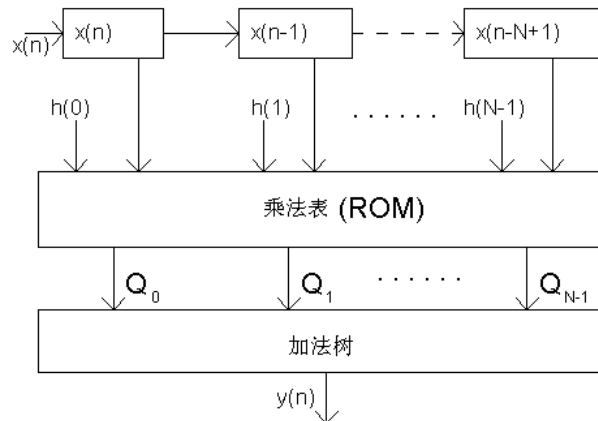 x(n) x(n) x(n-1) x(n-N+1)
h(0) h(1) ...... h(N-1)
乘法表 (ROM)
Q0 Q1 ...... QN-1
加法树
y(n)